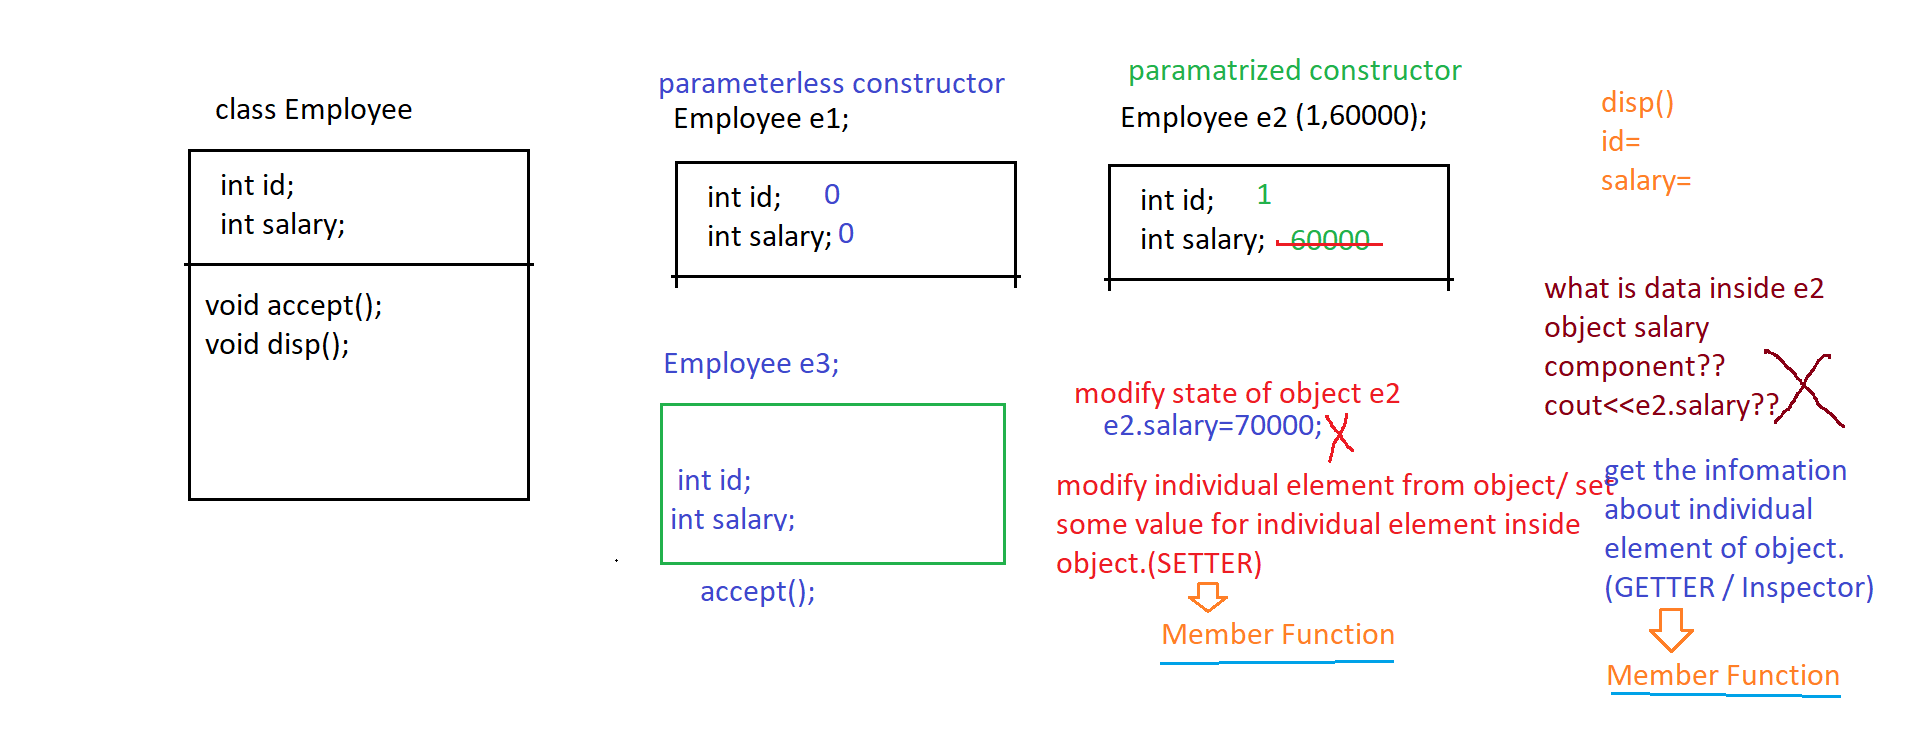 class Employee
int id;
int salary;
void accept();
void disp();
parameterless constructor
Employee e1;
int id; 0
int salary; 0
Employee e3;
int id;
int salary;
accept();
paramatrized constructor
Employee e2 (1,60000);
int id; 1
int salary; 60000
modify state of object e2
e2.salary=70000;
modify individual element from object/ set
some value for individual element inside
object.(SETTER)
Member Function
disp()
id=
salary=
what is data inside e2
object salary
component??
cout<<e2.salary??
get the infomation
about individual
element of object.
(GETTER / Inspector)
Member Function